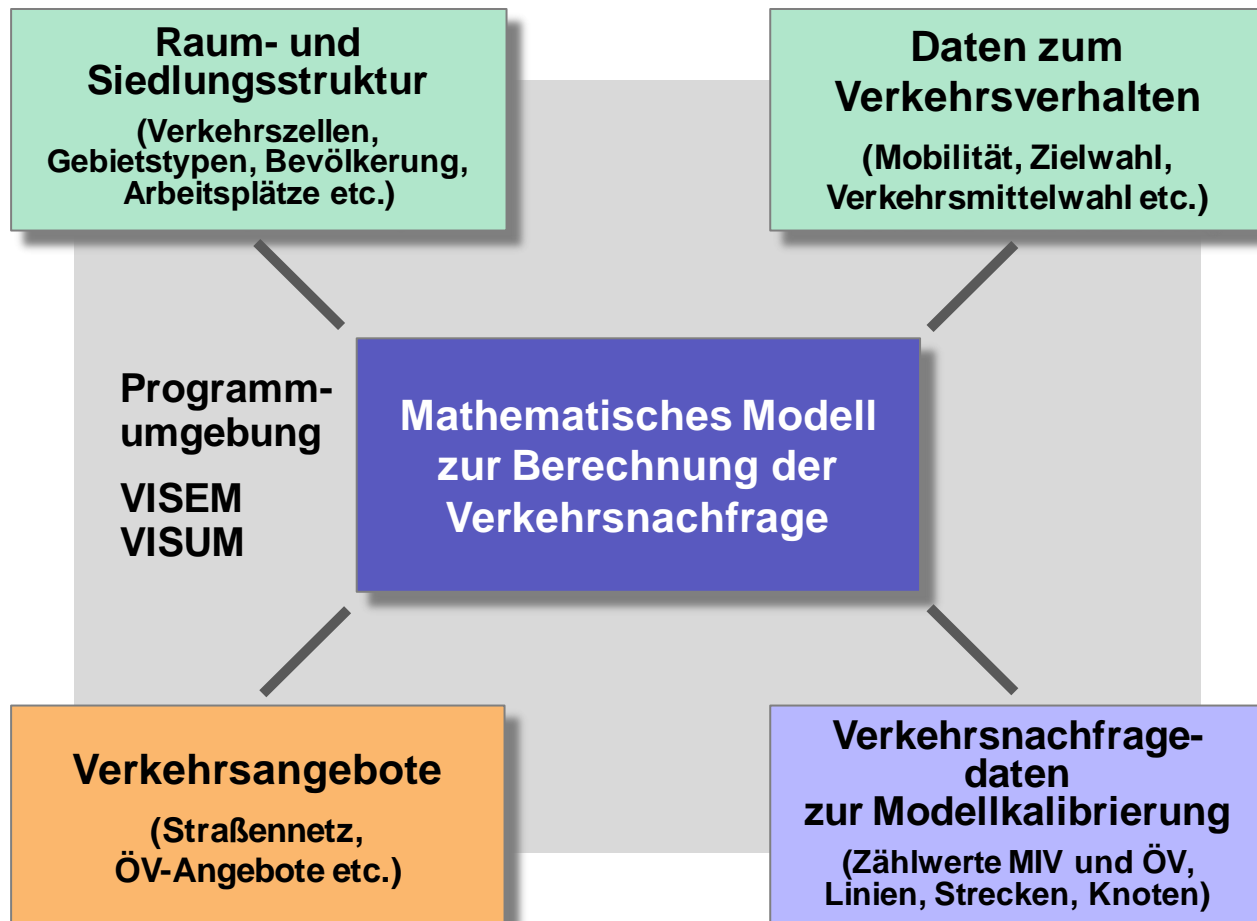 Raum- und
Siedlungsstruktur
(Verkehrszellen,
Gebietstypen, Bevölkerung,
Arbeitsplätze etc.)
Daten zum
Verkehrsverhalten
(Mobilität, Zielwahl,
Verkehrsmittelwahl etc.)
Programm-
umgebung
VISEM
VISUM
Mathematisches Modell
zur Berechnung der
Verkehrsnachfrage
Verkehrsangebote
(Straßennetz,
ÖV-Angebote etc.)
Verkehrsnachfrage-
daten
zur Modellkalibrierung
(Zählwerte MIV und ÖV,
Linien, Strecken, Knoten)